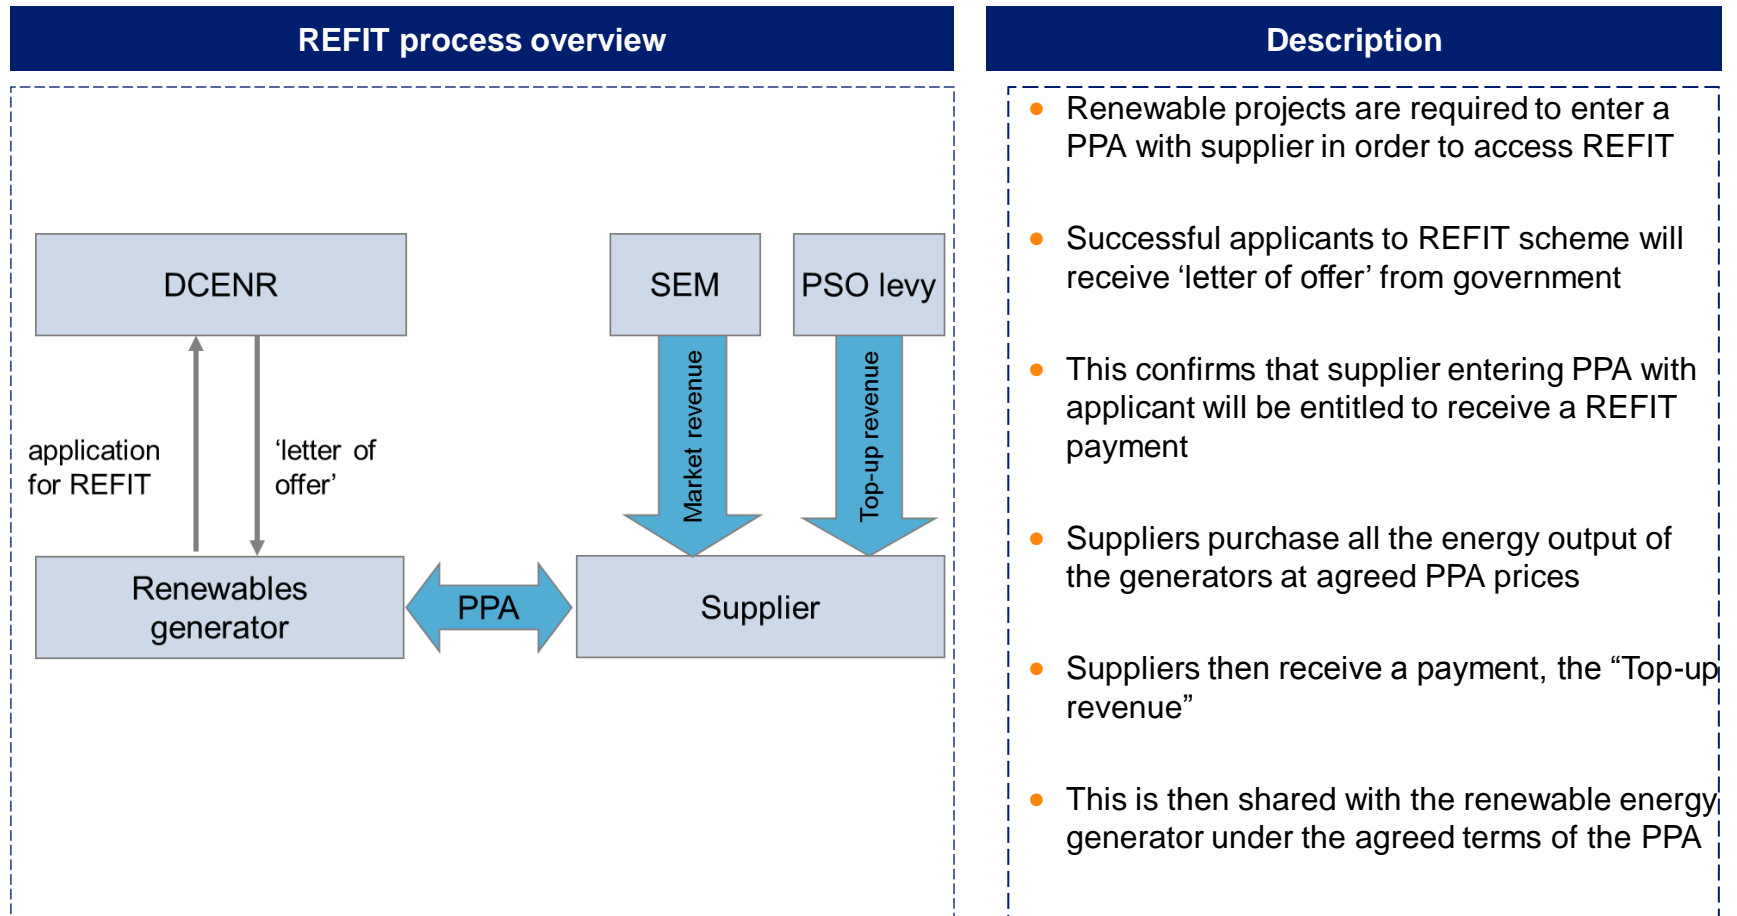 REFIT process overview
DCENR
SEM
PSO levy
application
for REFIT
‘letter of
offer’
Market revenue
Top-up revenue
Renewables
generator
PPA
Supplier
Description
Renewable projects are required to enter a
PPA with supplier in order to access REFIT
Successful applicants to REFIT scheme will
receive ‘letter of offer’ from government
This confirms that supplier entering PPA with
applicant will be entitled to receive a REFIT
payment
Suppliers purchase all the energy output of
the generators at agreed PPA prices
Suppliers then receive a payment, the “Top-up
revenue”
This is then shared with the renewable energy
generator under the agreed terms of the PPA